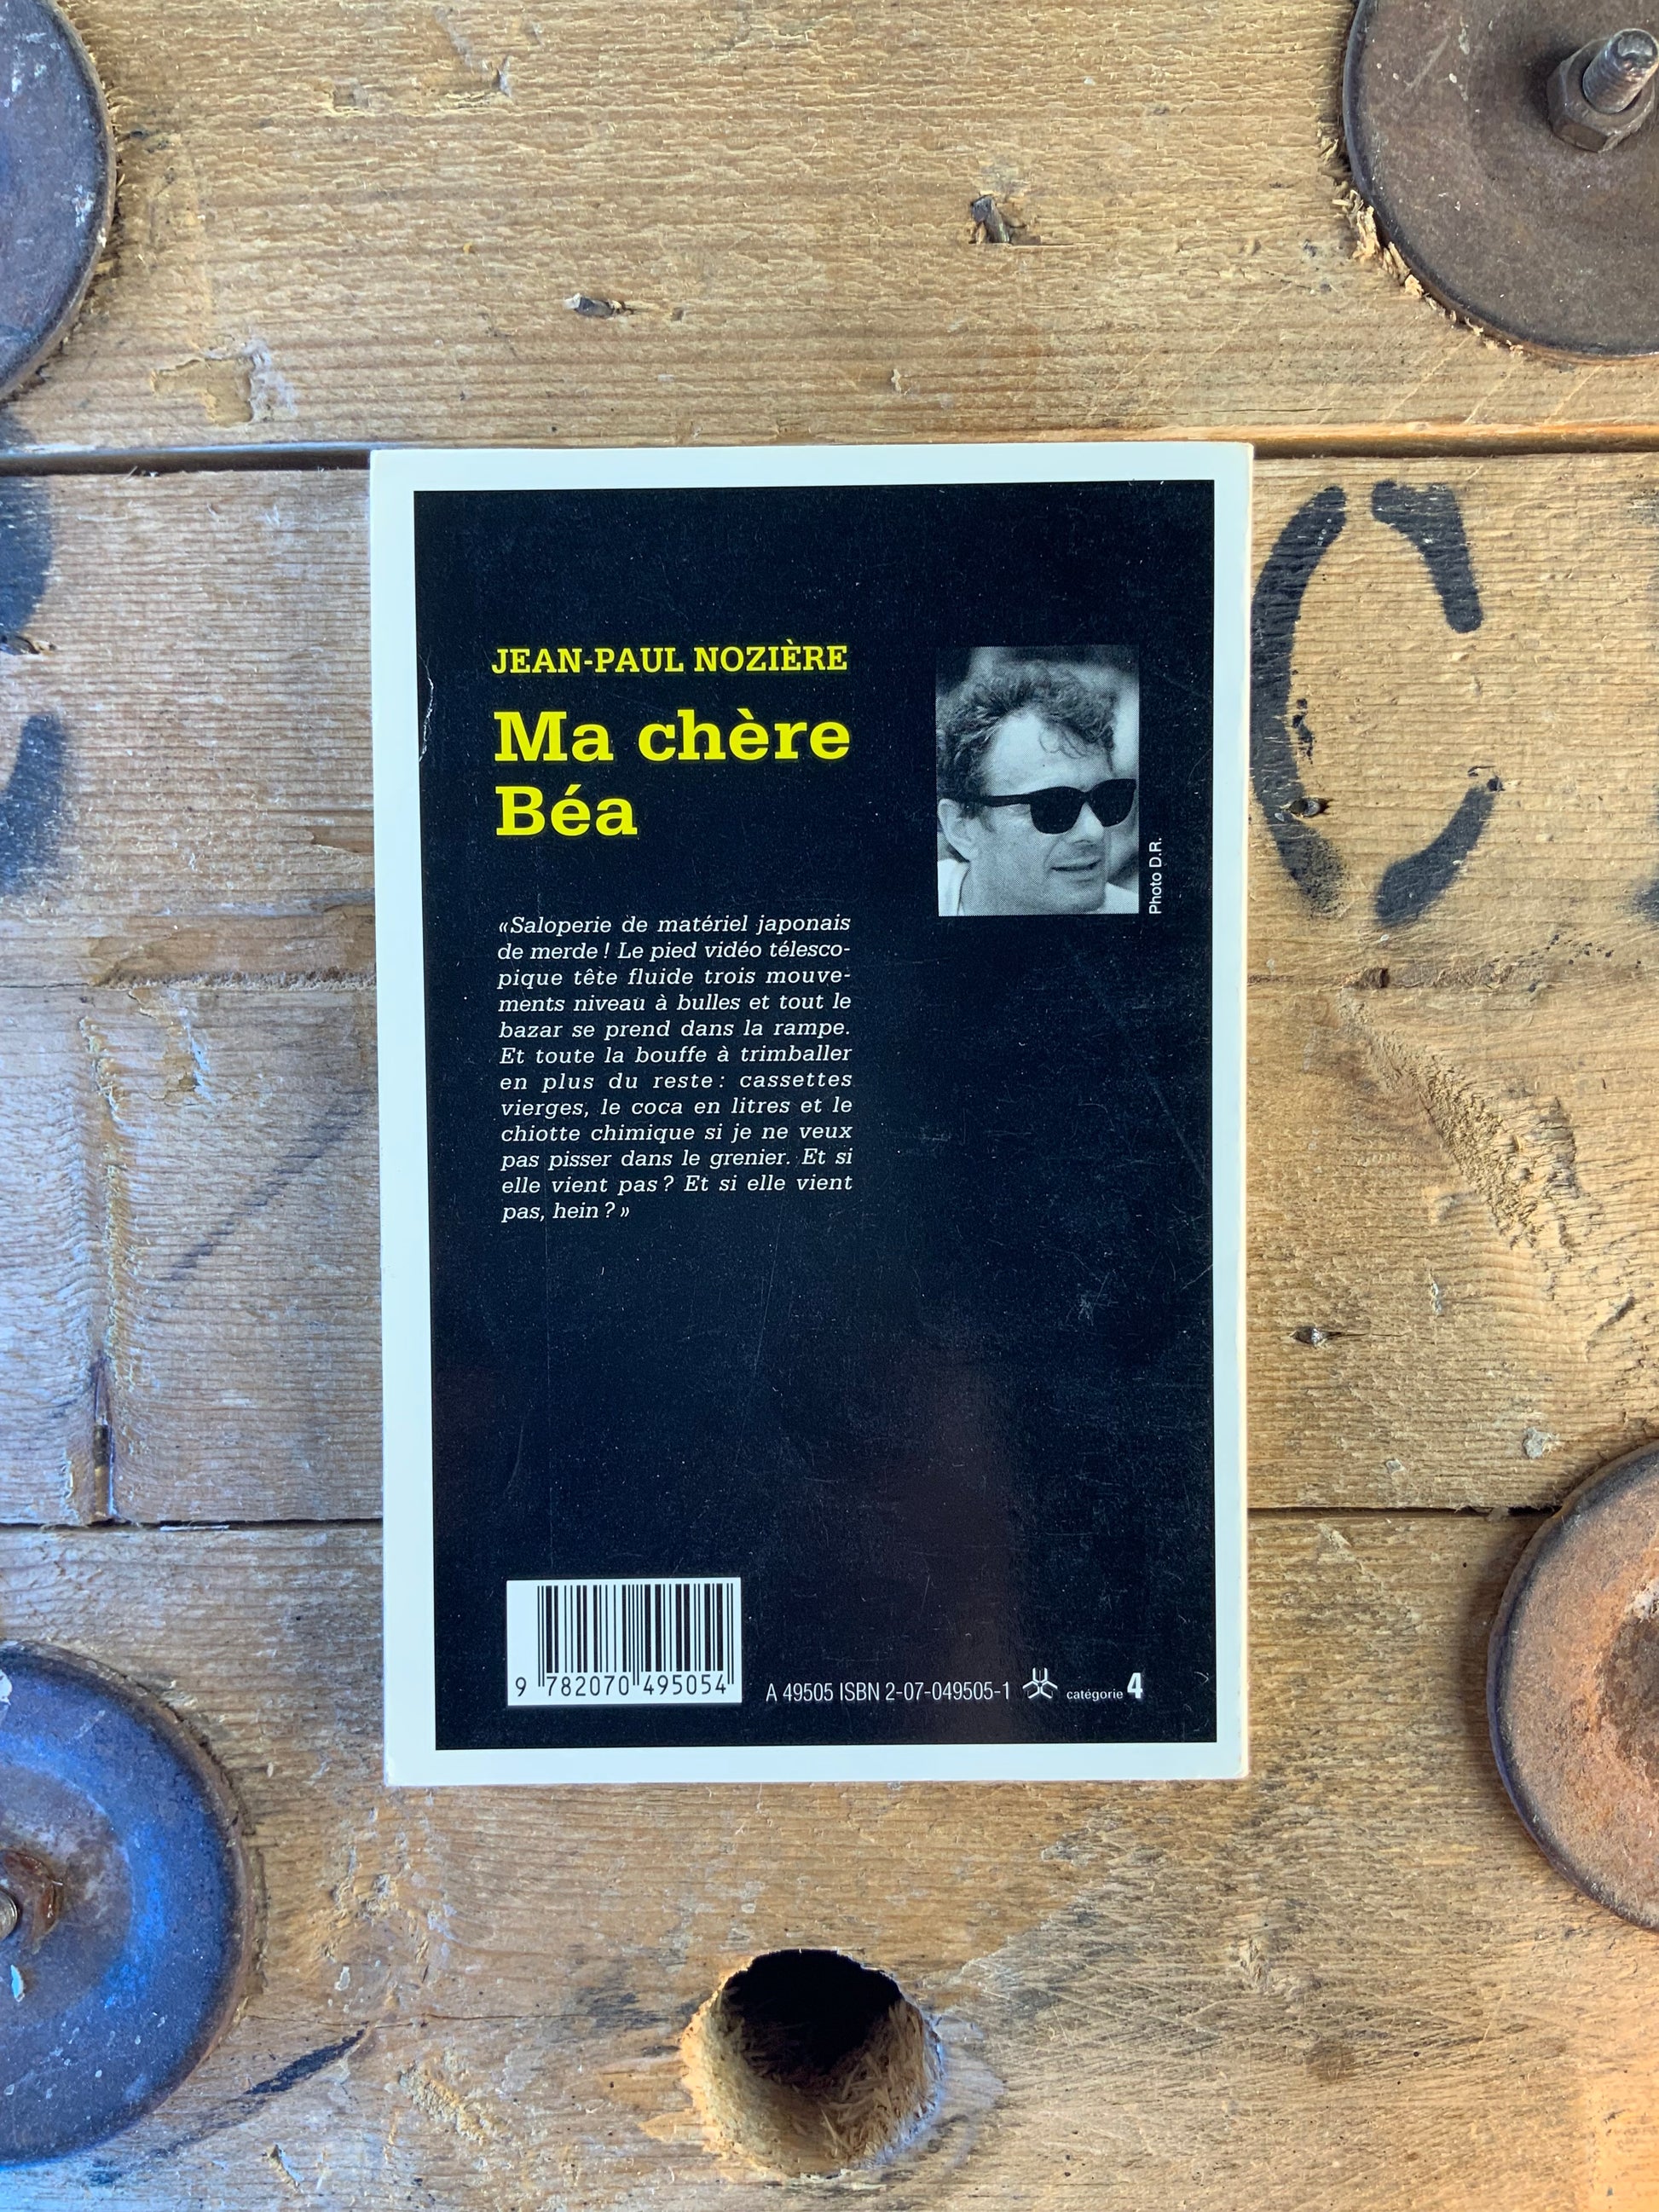 JEAN-PAUL NOZIÈRE
Ma chère
Béa
Photo D.R.
«Saloperie de matériel japonais
de merde ! Le pied vidéo télesco-
pique tête fluide trois mouve-
ments niveau à bulles et tout le
bazar se prend dans la rampe.
Et toute la bouffe à trimballer
en plus du reste : cassettes
vierges, le coca en litres et le
chiotte chimique si je ne veux
pas pisser dans le grenier. Et si
elle vient pas ? Et si elle vient
pas, hein ? »
9 782070 495054
A 49505 ISBN 2-07-049505-1 catégorie 4
C